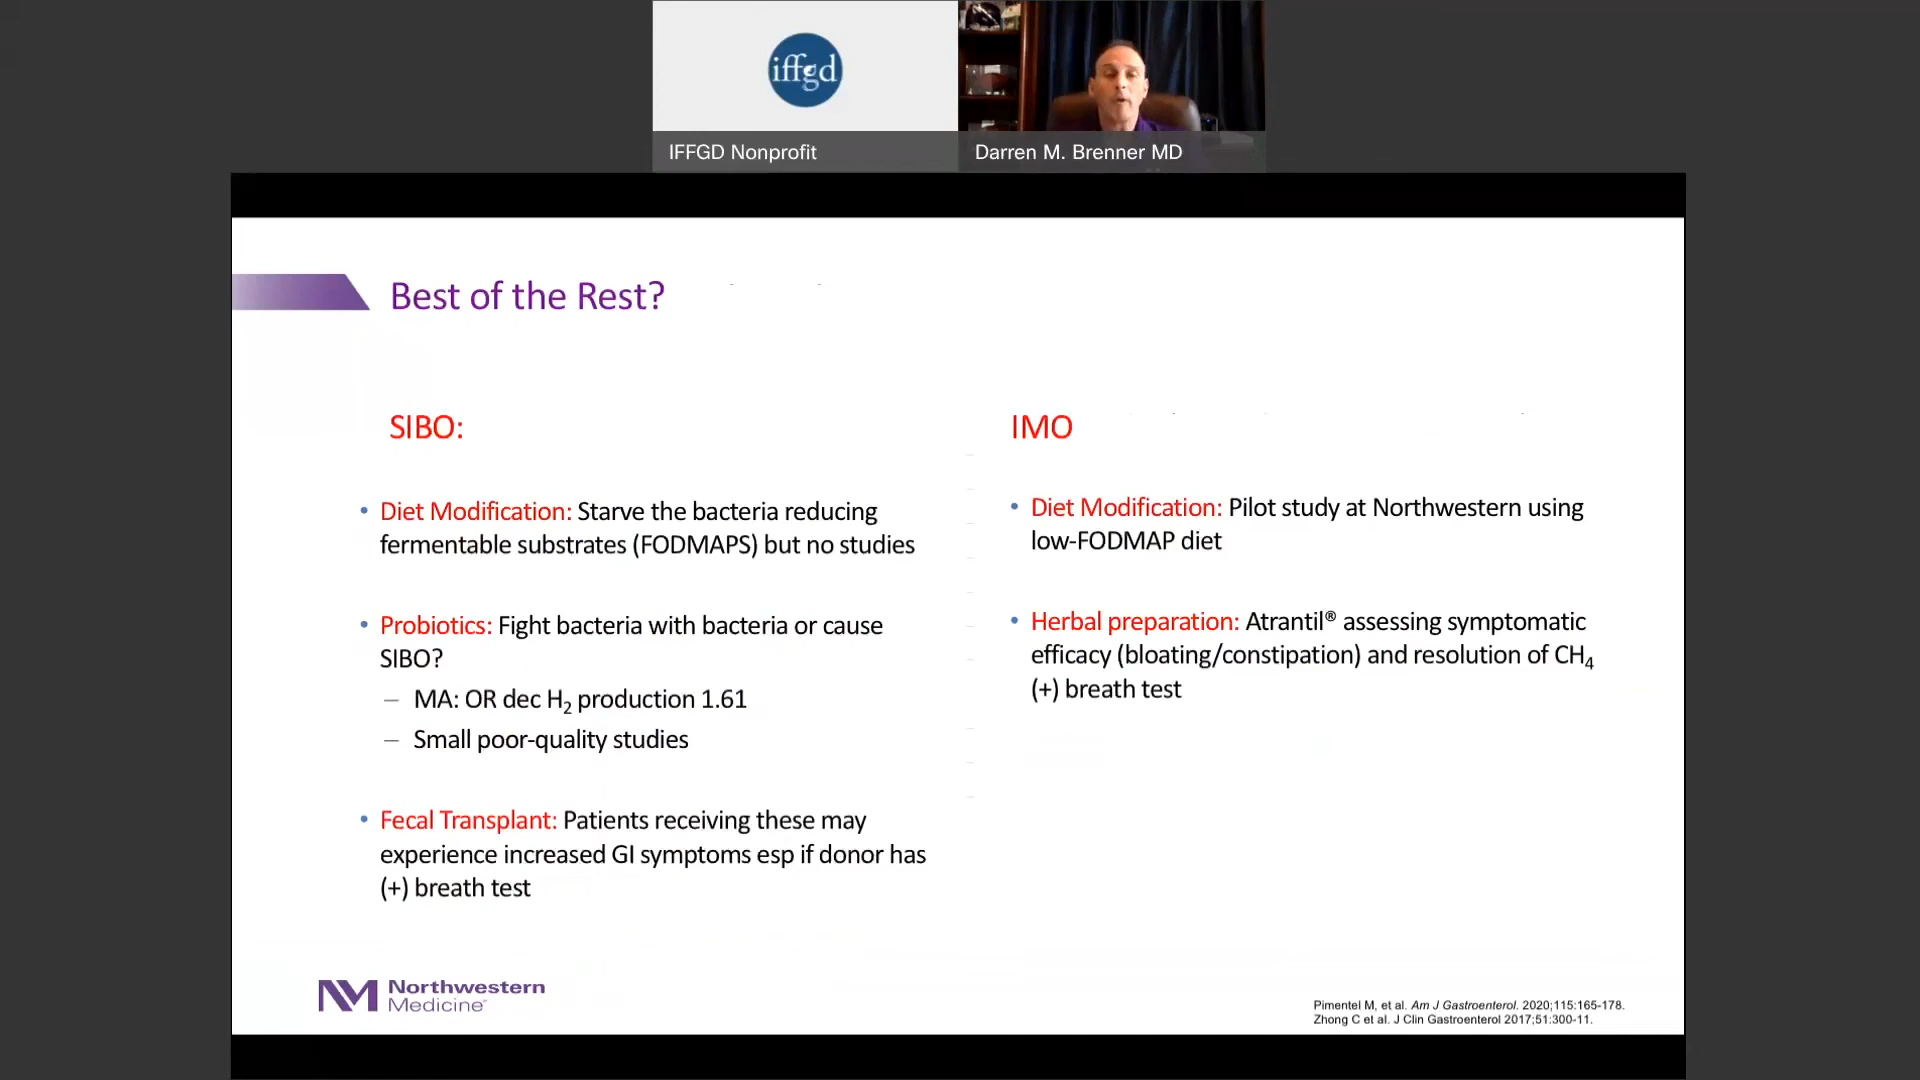 iffgd
IFFGD Nonprofit
Darren M. Brenner MD
Best of the Rest?
SIBO:
• Diet Modification: Starve the bacteria reducing
fermentable substrates (FODMAPS) but no studies
• Probiotics: Fight bacteria with bacteria or cause
SIBO?
– MA: OR dec H₂ production 1.61
– Small poor-quality studies
• Fecal Transplant: Patients receiving these may
experience increased GI symptoms esp if donor has
(+) breath test
IMO
• Diet Modification: Pilot study at Northwestern using
low-FODMAP diet
• Herbal preparation: Atrantil® assessing symptomatic
efficacy (bloating/constipation) and resolution of CH₄
(+) breath test
NM Northwestern
Medicine
Pimentel M, et al. Am J Gastroenterol. 2020;115:165-178.
Zhong C et al. J Clin Gastroenterol 2017;51:300-11.